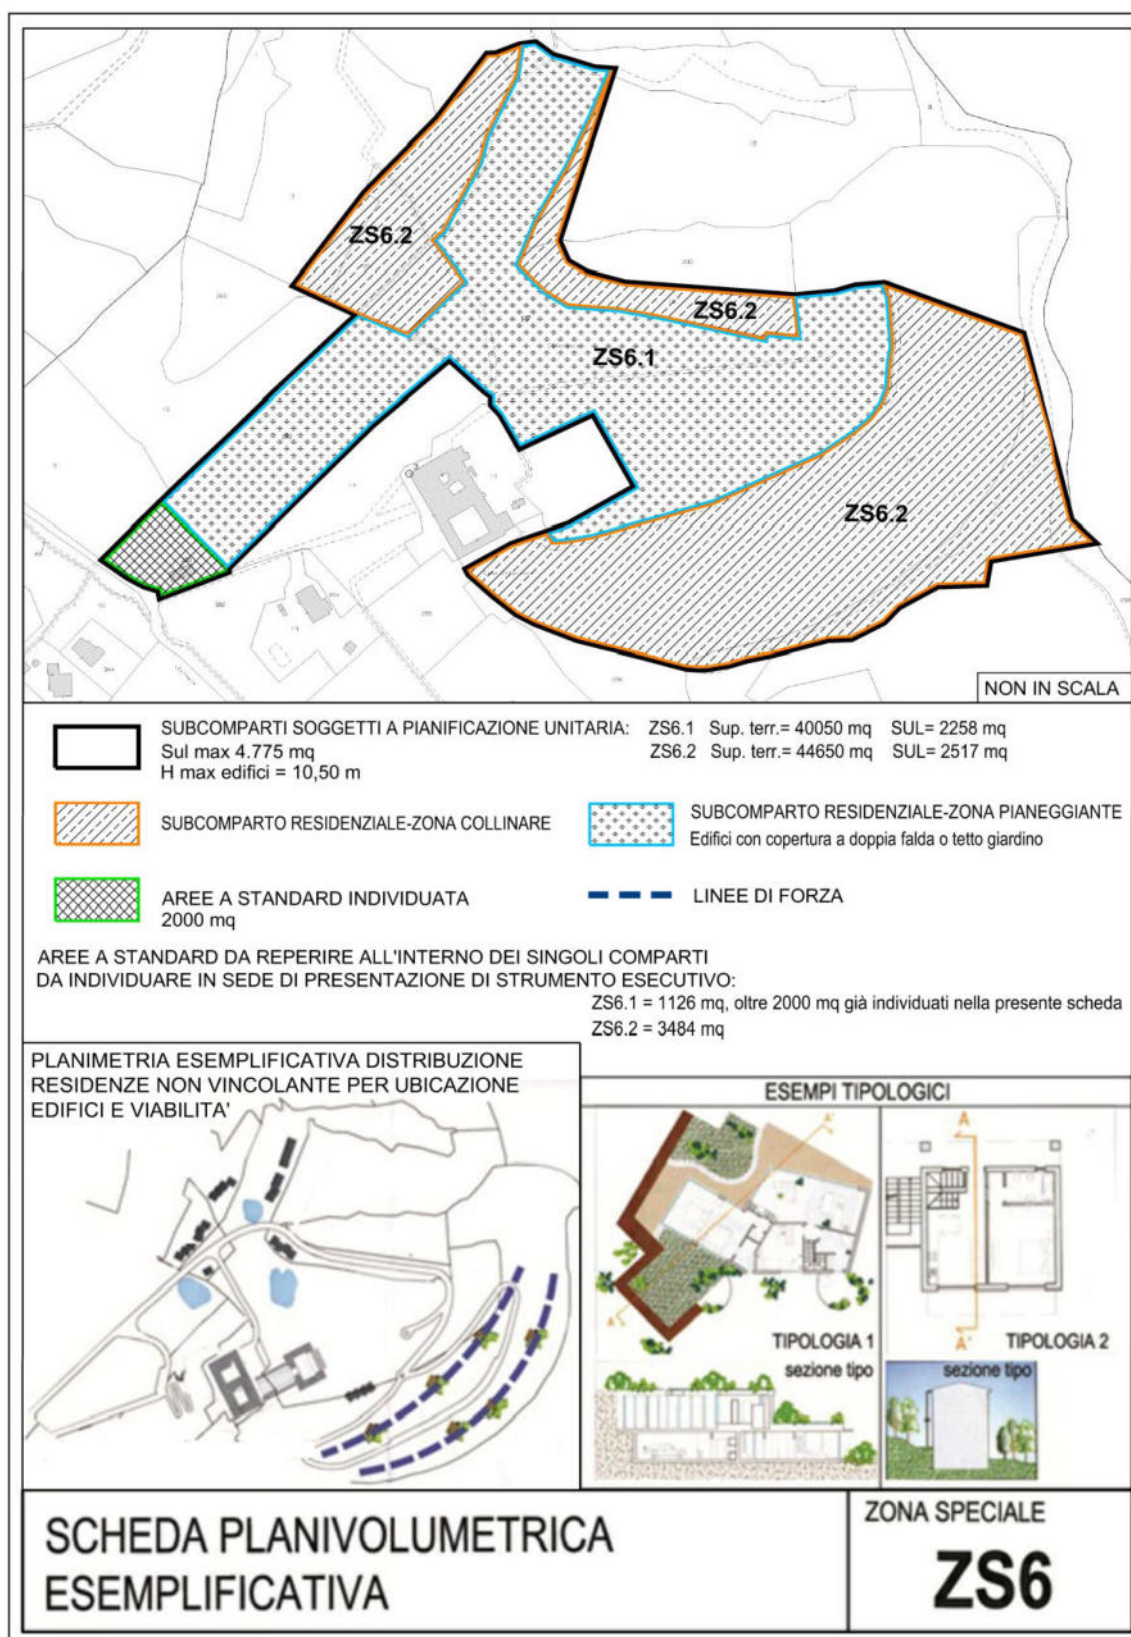 ZS6.2
ZS6.2
ZS6.1
ZS6.2
NON IN SCALA
SUBCOMPARTI SOGGETTI A PIANIFICAZIONE UNITARIA: ZS6.1 Sup. terr.= 40050 mq SUL= 2258 mq
Sul max 4.775 mq ZS6.2 Sup. terr.= 44650 mq SUL= 2517 mq
H max edifici = 10,50 m
SUBCOMPARTO RESIDENZIALE-ZONA COLLINARE
SUBCOMPARTO RESIDENZIALE-ZONA PIANEGGIANTE
Edifici con copertura a doppia falda o tetto giardino
AREE A STANDARD INDIVIDUATA
2000 mq
LINEE DI FORZA
AREE A STANDARD DA REPERIRE ALL'INTERNO DEI SINGOLI COMPARTI
DA INDIVIDUARE IN SEDE DI PRESENTAZIONE DI STRUMENTO ESECUTIVO:
ZS6.1 = 1126 mq, oltre 2000 mq già individuati nella presente scheda
ZS6.2 = 3484 mq
PLANIMETRIA ESEMPLIFICATIVA DISTRIBUZIONE
RESIDENZE NON VINCOLANTE PER UBICAZIONE
EDIFICI E VIABILITA'
ESEMPI TIPOLOGICI
A'
A
TIPOLOGIA 1
sezione tipo
A
A'
TIPOLOGIA 2
sezione tipo
SCHEDA PLANIVOLUMETRICA
ESEMPLIFICATIVA
ZONA SPECIALE
ZS6